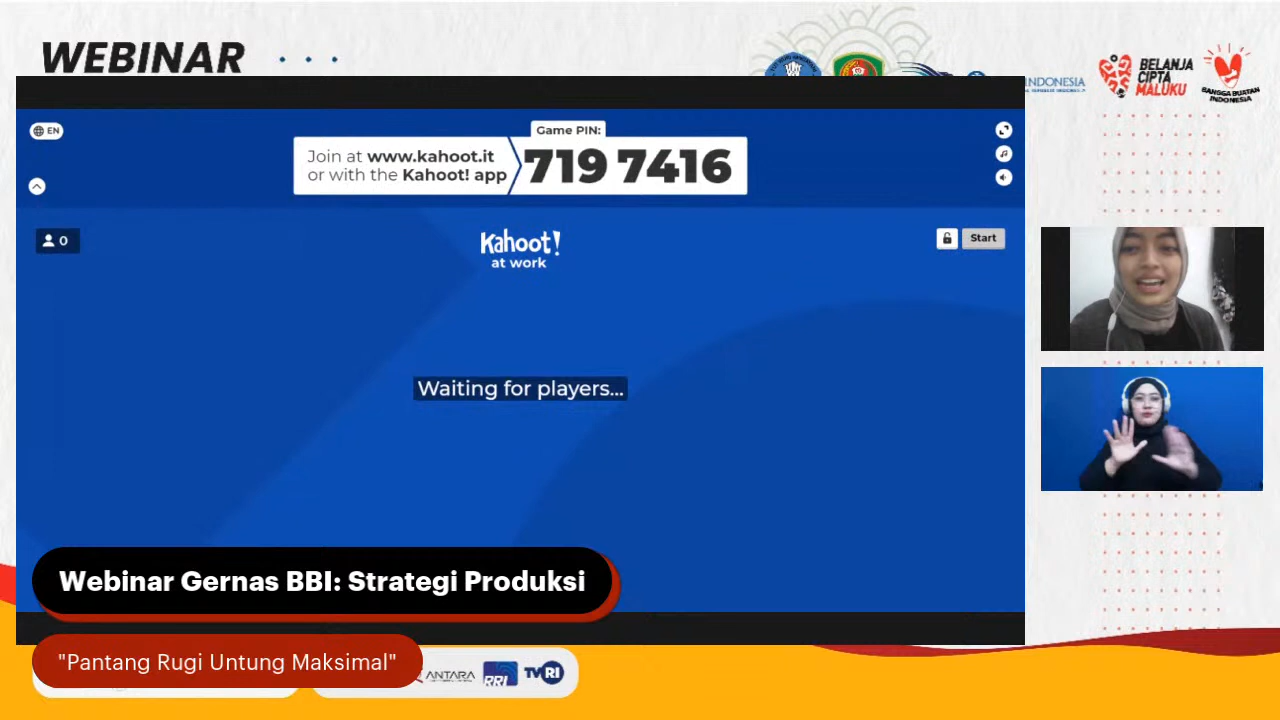 WEBINAR
INDONESIA
BELANJA
CIPTA
MALUKU
BANGGA BUATAN
INDONESIA
EN
Game PIN:
Join at www.kahoot.it
or with the Kahoot! app
719 7416
0
Kahoot!
at work
Start
Waiting for players...
Webinar Gernas BBI: Strategi Produksi
"Pantang Rugi Untung Maksimal"
ANTARA
RRI
TVRI